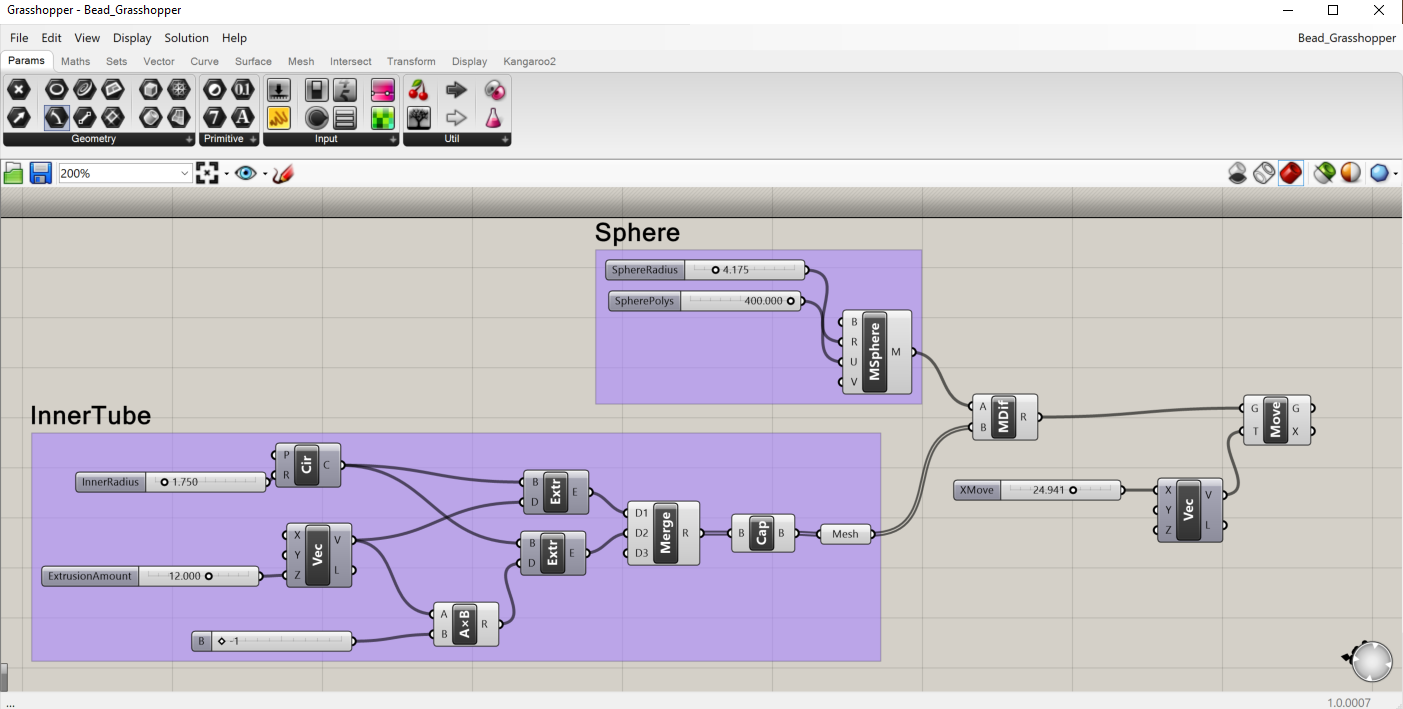 Grasshopper - Bead_Grasshopper
File Edit View Display Solution Help
Bead_Grasshopper
Params Maths Sets Vector Curve Surface Mesh Intersect Transform Display Kangaroo2
0.1
7 A
Geometry Primitive Input Util
200%
Sphere
SphereRadius 4.175
SpherePolys 400.000
B
R
U
V
MSphere
M
InnerTube
InnerRadius 1.750
P
R
Cir
C
X
Y
Z
Vec
V
L
ExtrusionAmount 12.000
B -1
A
B
A×B
R
B
D
Extr
E
B
D
Extr
E
D1
D2
D3
Merge
R
B
Cap
B
Mesh
A
B
MDif
R
XMove 24.941
X
Y
Z
Vec
V
L
G
T
Move
G
X
...
1.0.0007